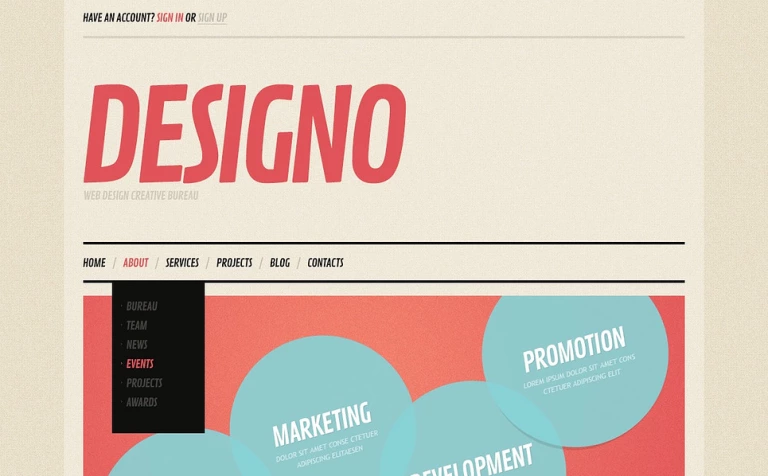 HAVE AN ACCOUNT? SIGN IN OR SIGN UP
DESIGNO
WEB DESIGN CREATIVE BUREAU
HOME / ABOUT / SERVICES / PROJECTS / BLOG / CONTACTS
BUREAU
TEAM
NEWS
EVENTS
PROJECTS
AWARDS
PROMOTION
LOREM IPSUM DOLOR SIT AMET CONS
CTETUER ADIPISCING ELIT
MARKETING
DOLOR SIT AMET CONSE CTETUER
ADIPISCING ELITAESEN
DEVELOPMENT